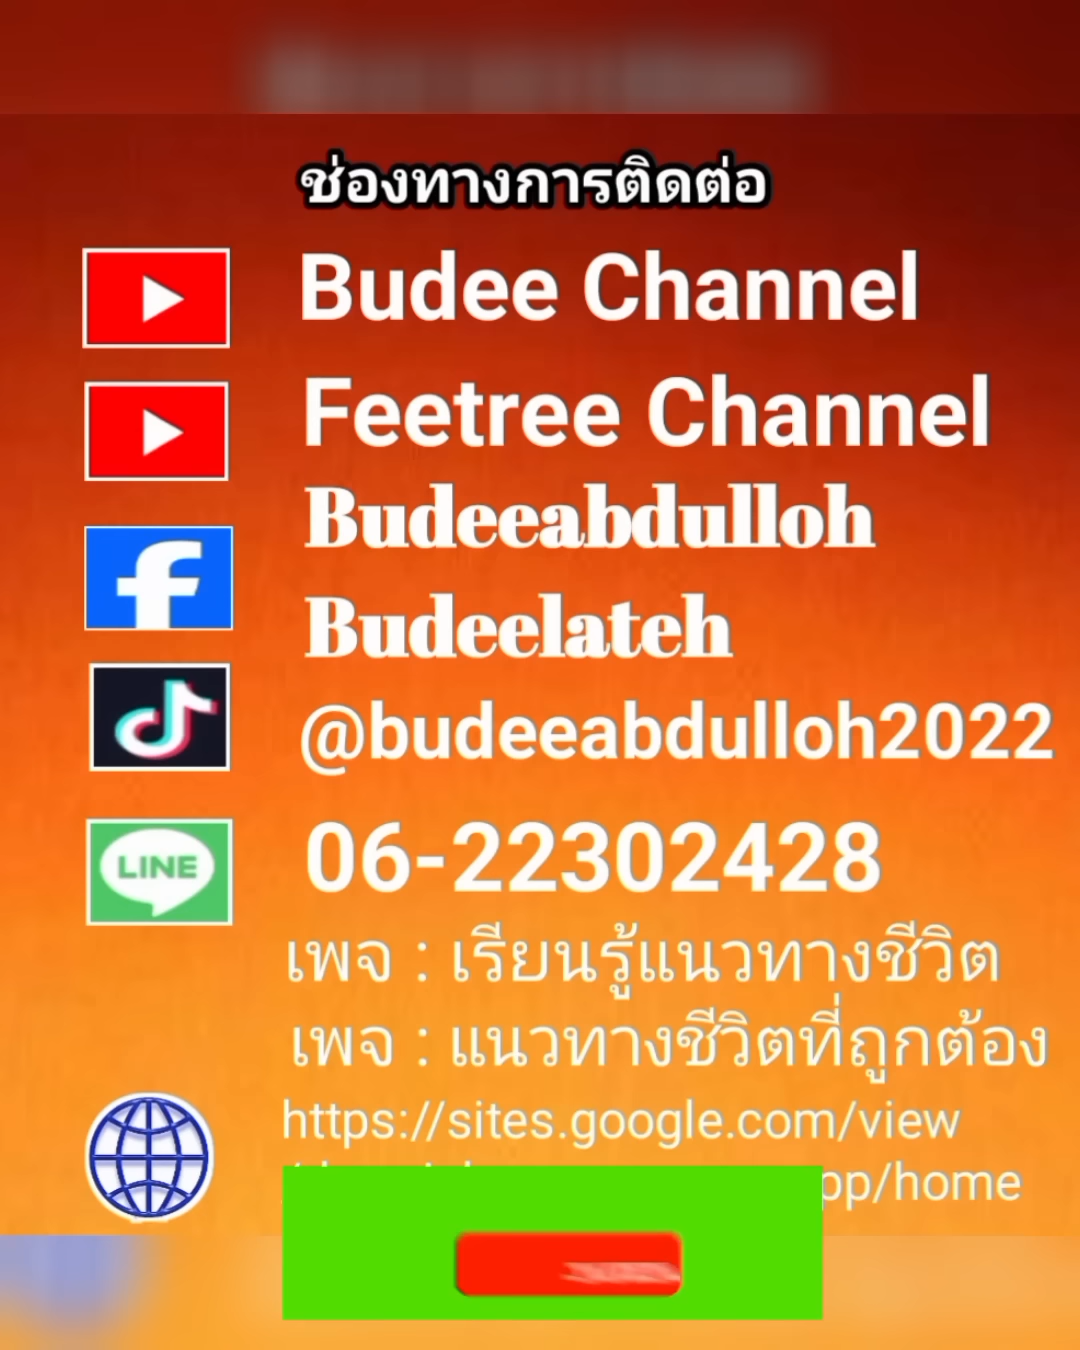 ช่องทางการติดต่อ
Budee Channel
Feetree Channel
Budeeabdulloh
Budeelateh
@budeeabdulloh2022
LINE
06-22302428
เพจ : เรียนรู้แนวทางชีวิต
เพจ : แนวทางชีวิตที่ถูกต้อง
https://sites.google.com/view
pp/home